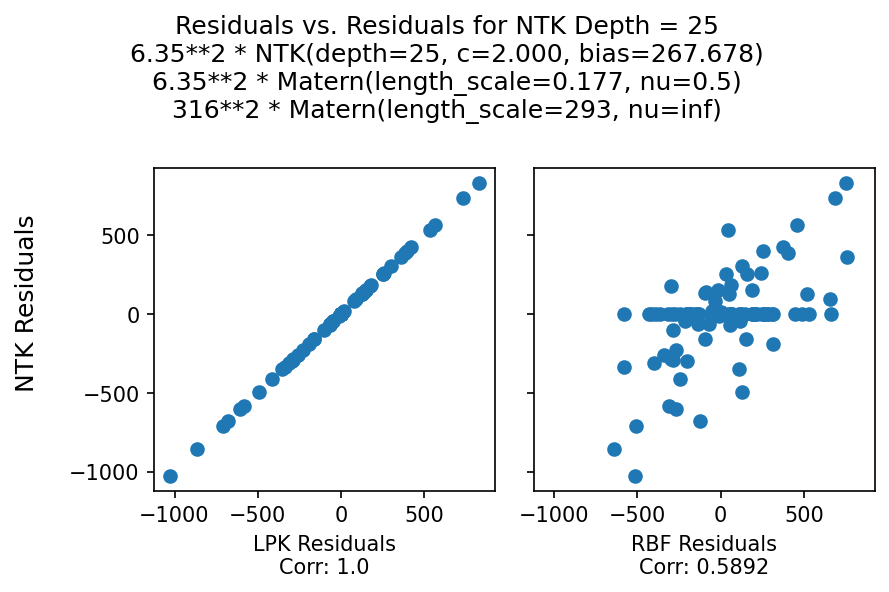 Residuals vs. Residuals for NTK Depth = 25
6.35**2 * NTK(depth=25, c=2.000, bias=267.678)
6.35**2 * Matern(length_scale=0.177, nu=0.5)
316**2 * Matern(length_scale=293, nu=inf)
NTK Residuals
500
0
−500
−1000
−1000 −500 0 500
−1000 −500 0 500
LPK Residuals
Corr: 1.0
RBF Residuals
Corr: 0.5892